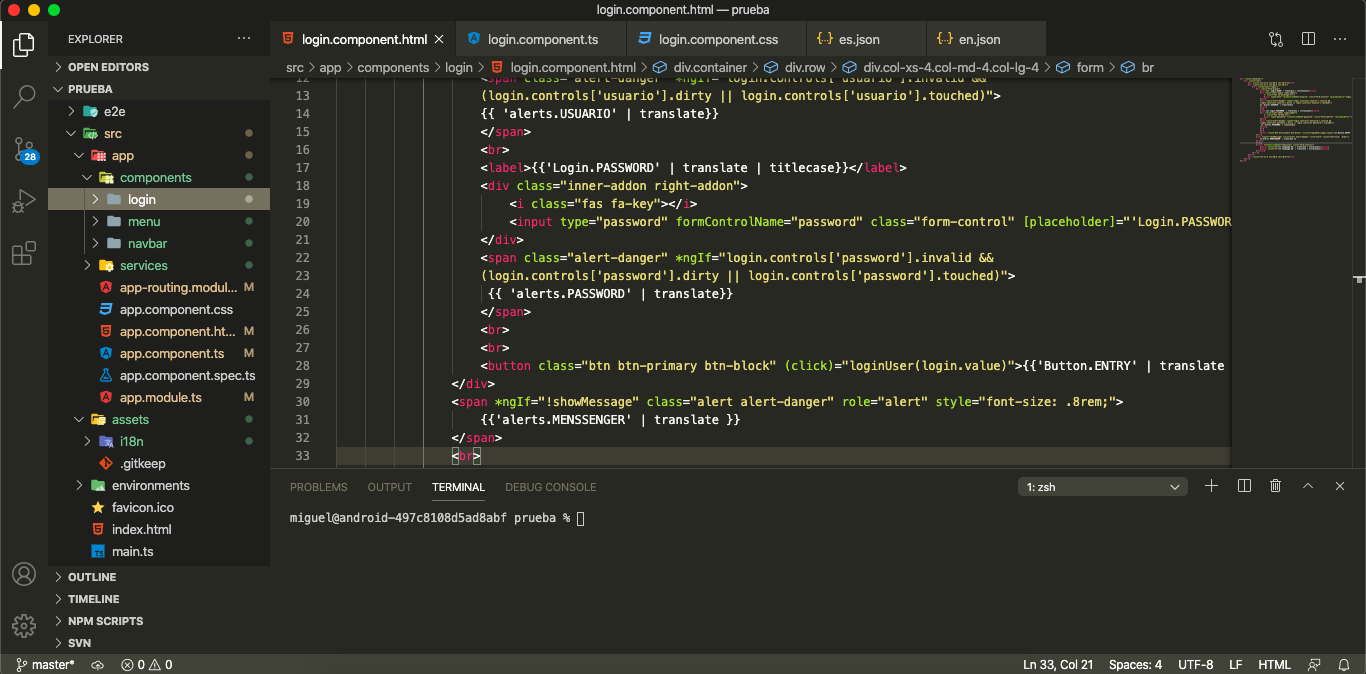 login.component.html — prueba
EXPLORER
login.component.html
login.component.ts
login.component.css
es.json
en.json
src > app > components > login > login.component.html > div.container > div.row > div.col-xs-4.col-md-4.col-lg-4 > form > br
OPEN EDITORS
PRUEBA
e2e
src
app
components
login
menu
navbar
services
app-routing.modul... M
app.component.css
app.component.ht... M
app.component.ts M
app.component.spec.ts
app.module.ts M
assets
i18n
.gitkeep
environments
favicon.ico
index.html
main.ts
OUTLINE
TIMELINE
NPM SCRIPTS
SVN
28
12 <span class="alert-danger" *ngIf="login.controls['usuario'].invalid &&
13 (login.controls['usuario'].dirty || login.controls['usuario'].touched)">
14 {{ 'alerts.USUARIO' | translate}}
15 </span>
16 <br>
17 <label>{{'Login.PASSWORD' | translate | titlecase}}</label>
18 <div class="inner-addon right-addon">
19 <i class="fas fa-key"></i>
20 <input type="password" formControlName="password" class="form-control" [placeholder]="'Login.PASSWOR
21 </div>
22 <span class="alert-danger" *ngIf="login.controls['password'].invalid &&
23 (login.controls['password'].dirty || login.controls['password'].touched)">
24 {{ 'alerts.PASSWORD' | translate}}
25 </span>
26 <br>
27 <br>
28 <button class="btn btn-primary btn-block" (click)="loginUser(login.value)">{{'Button.ENTRY' | translate
29 </div>
30 <span *ngIf="!showMessage" class="alert alert-danger" role="alert" style="font-size: .8rem;">
31 {{'alerts.MENSSENGER' | translate }}
32 </span>
33 <br>
PROBLEMS OUTPUT TERMINAL DEBUG CONSOLE
1: zsh
miguel@android-497c8108d5ad8abf prueba %
master* 0 0
Ln 33, Col 21 Spaces: 4 UTF-8 LF HTML